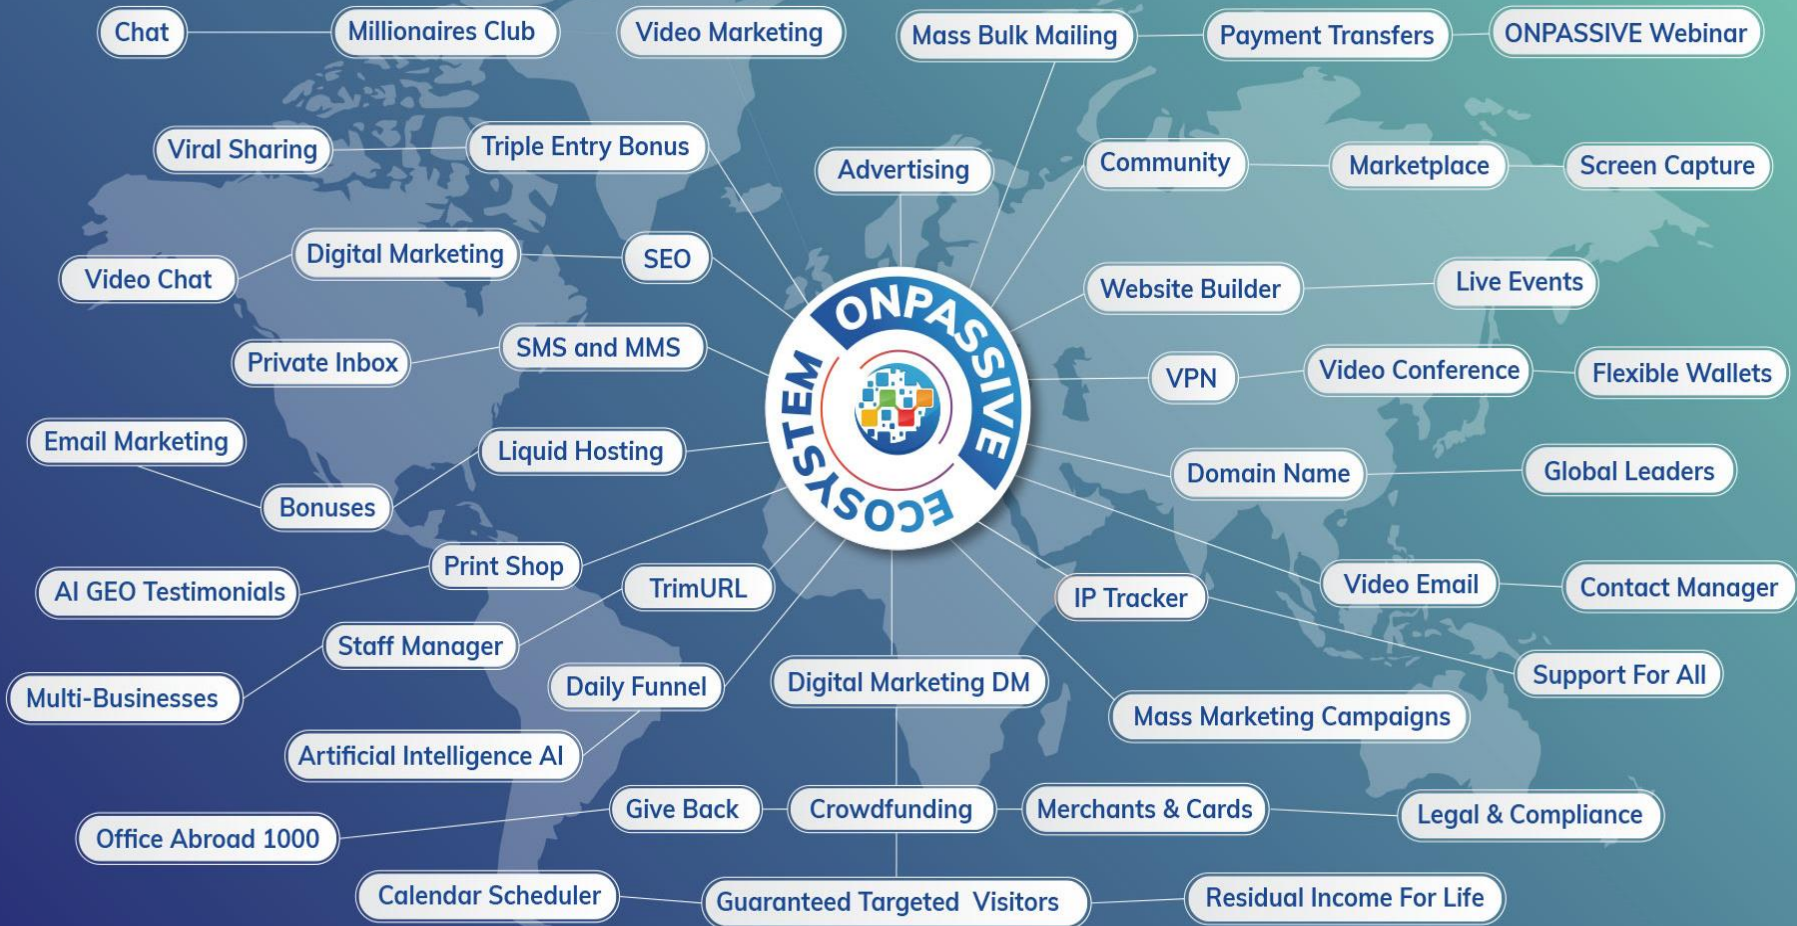 Chat
Millionaires Club
Video Marketing
Mass Bulk Mailing
Payment Transfers
ONPASSIVE Webinar
Viral Sharing
Triple Entry Bonus
Advertising
Community
Marketplace
Screen Capture
Video Chat
Digital Marketing
SEO
Website Builder
Live Events
Private Inbox
SMS and MMS
VPN
Video Conference
Flexible Wallets
ONPASSIVE
ECOSYSTEM
Email Marketing
Liquid Hosting
Domain Name
Global Leaders
Bonuses
Print Shop
AI GEO Testimonials
TrimURL
IP Tracker
Video Email
Contact Manager
Staff Manager
Multi-Businesses
Daily Funnel
Digital Marketing DM
Support For All
Mass Marketing Campaigns
Artificial Intelligence AI
Office Abroad 1000
Give Back
Crowdfunding
Merchants & Cards
Legal & Compliance
Calendar Scheduler
Guaranteed Targeted Visitors
Residual Income For Life